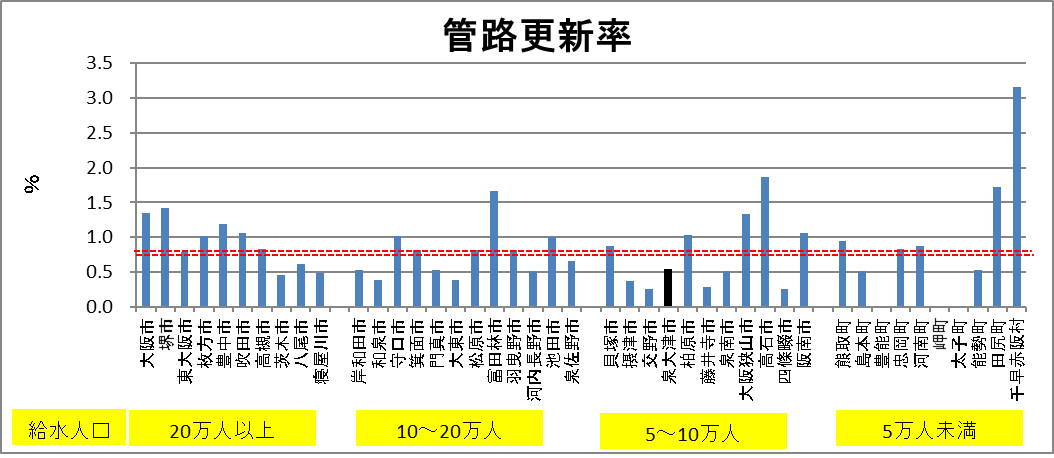 管路更新率
3.5
3.0
2.5
2.0
1.5
1.0
0.5
0.0
%
大阪市
堺市
東大阪市
枚方市
豊中市
吹田市
高槻市
茨木市
八尾市
寝屋川市
岸和田市
和泉市
守口市
箕面市
門真市
大東市
松原市
富田林市
羽曳野市
河内長野市
池田市
泉佐野市
貝塚市
摂津市
交野市
泉大津市
柏原市
藤井寺市
泉南市
大阪狭山市
高石市
四條畷市
阪南市
熊取町
島本町
豊能町
忠岡町
河南町
岬町
太子町
能勢町
田尻町
千早赤阪村
給水人口
20万人以上
10～20万人
5～10万人
5万人未満